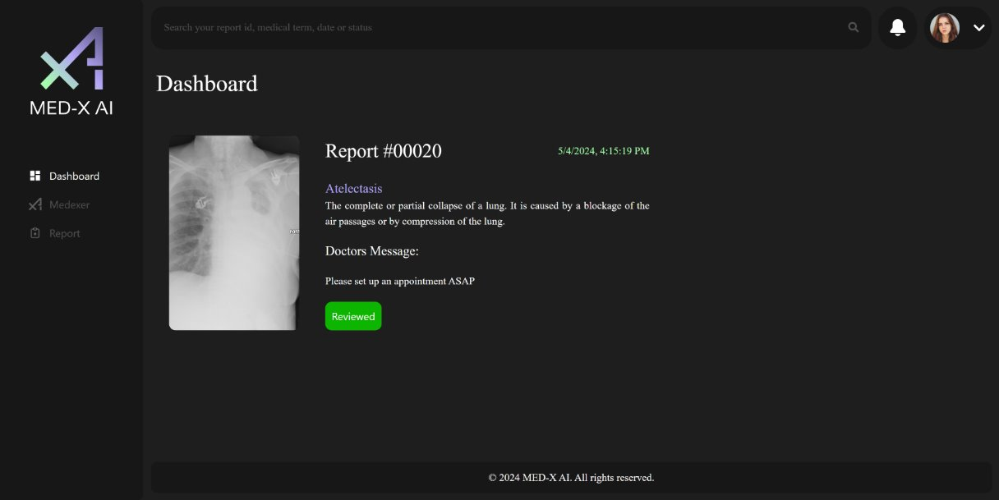 Search your report id, medical term, date or status
MED-X AI
Dashboard
Dashboard
Medexer
Report
Report #00020
5/4/2024, 4:15:19 PM
Atelectasis
The complete or partial collapse of a lung. It is caused by a blockage of the
air passages or by compression of the lung.
Doctors Message:
Please set up an appointment ASAP
Reviewed
© 2024 MED-X AI. All rights reserved.